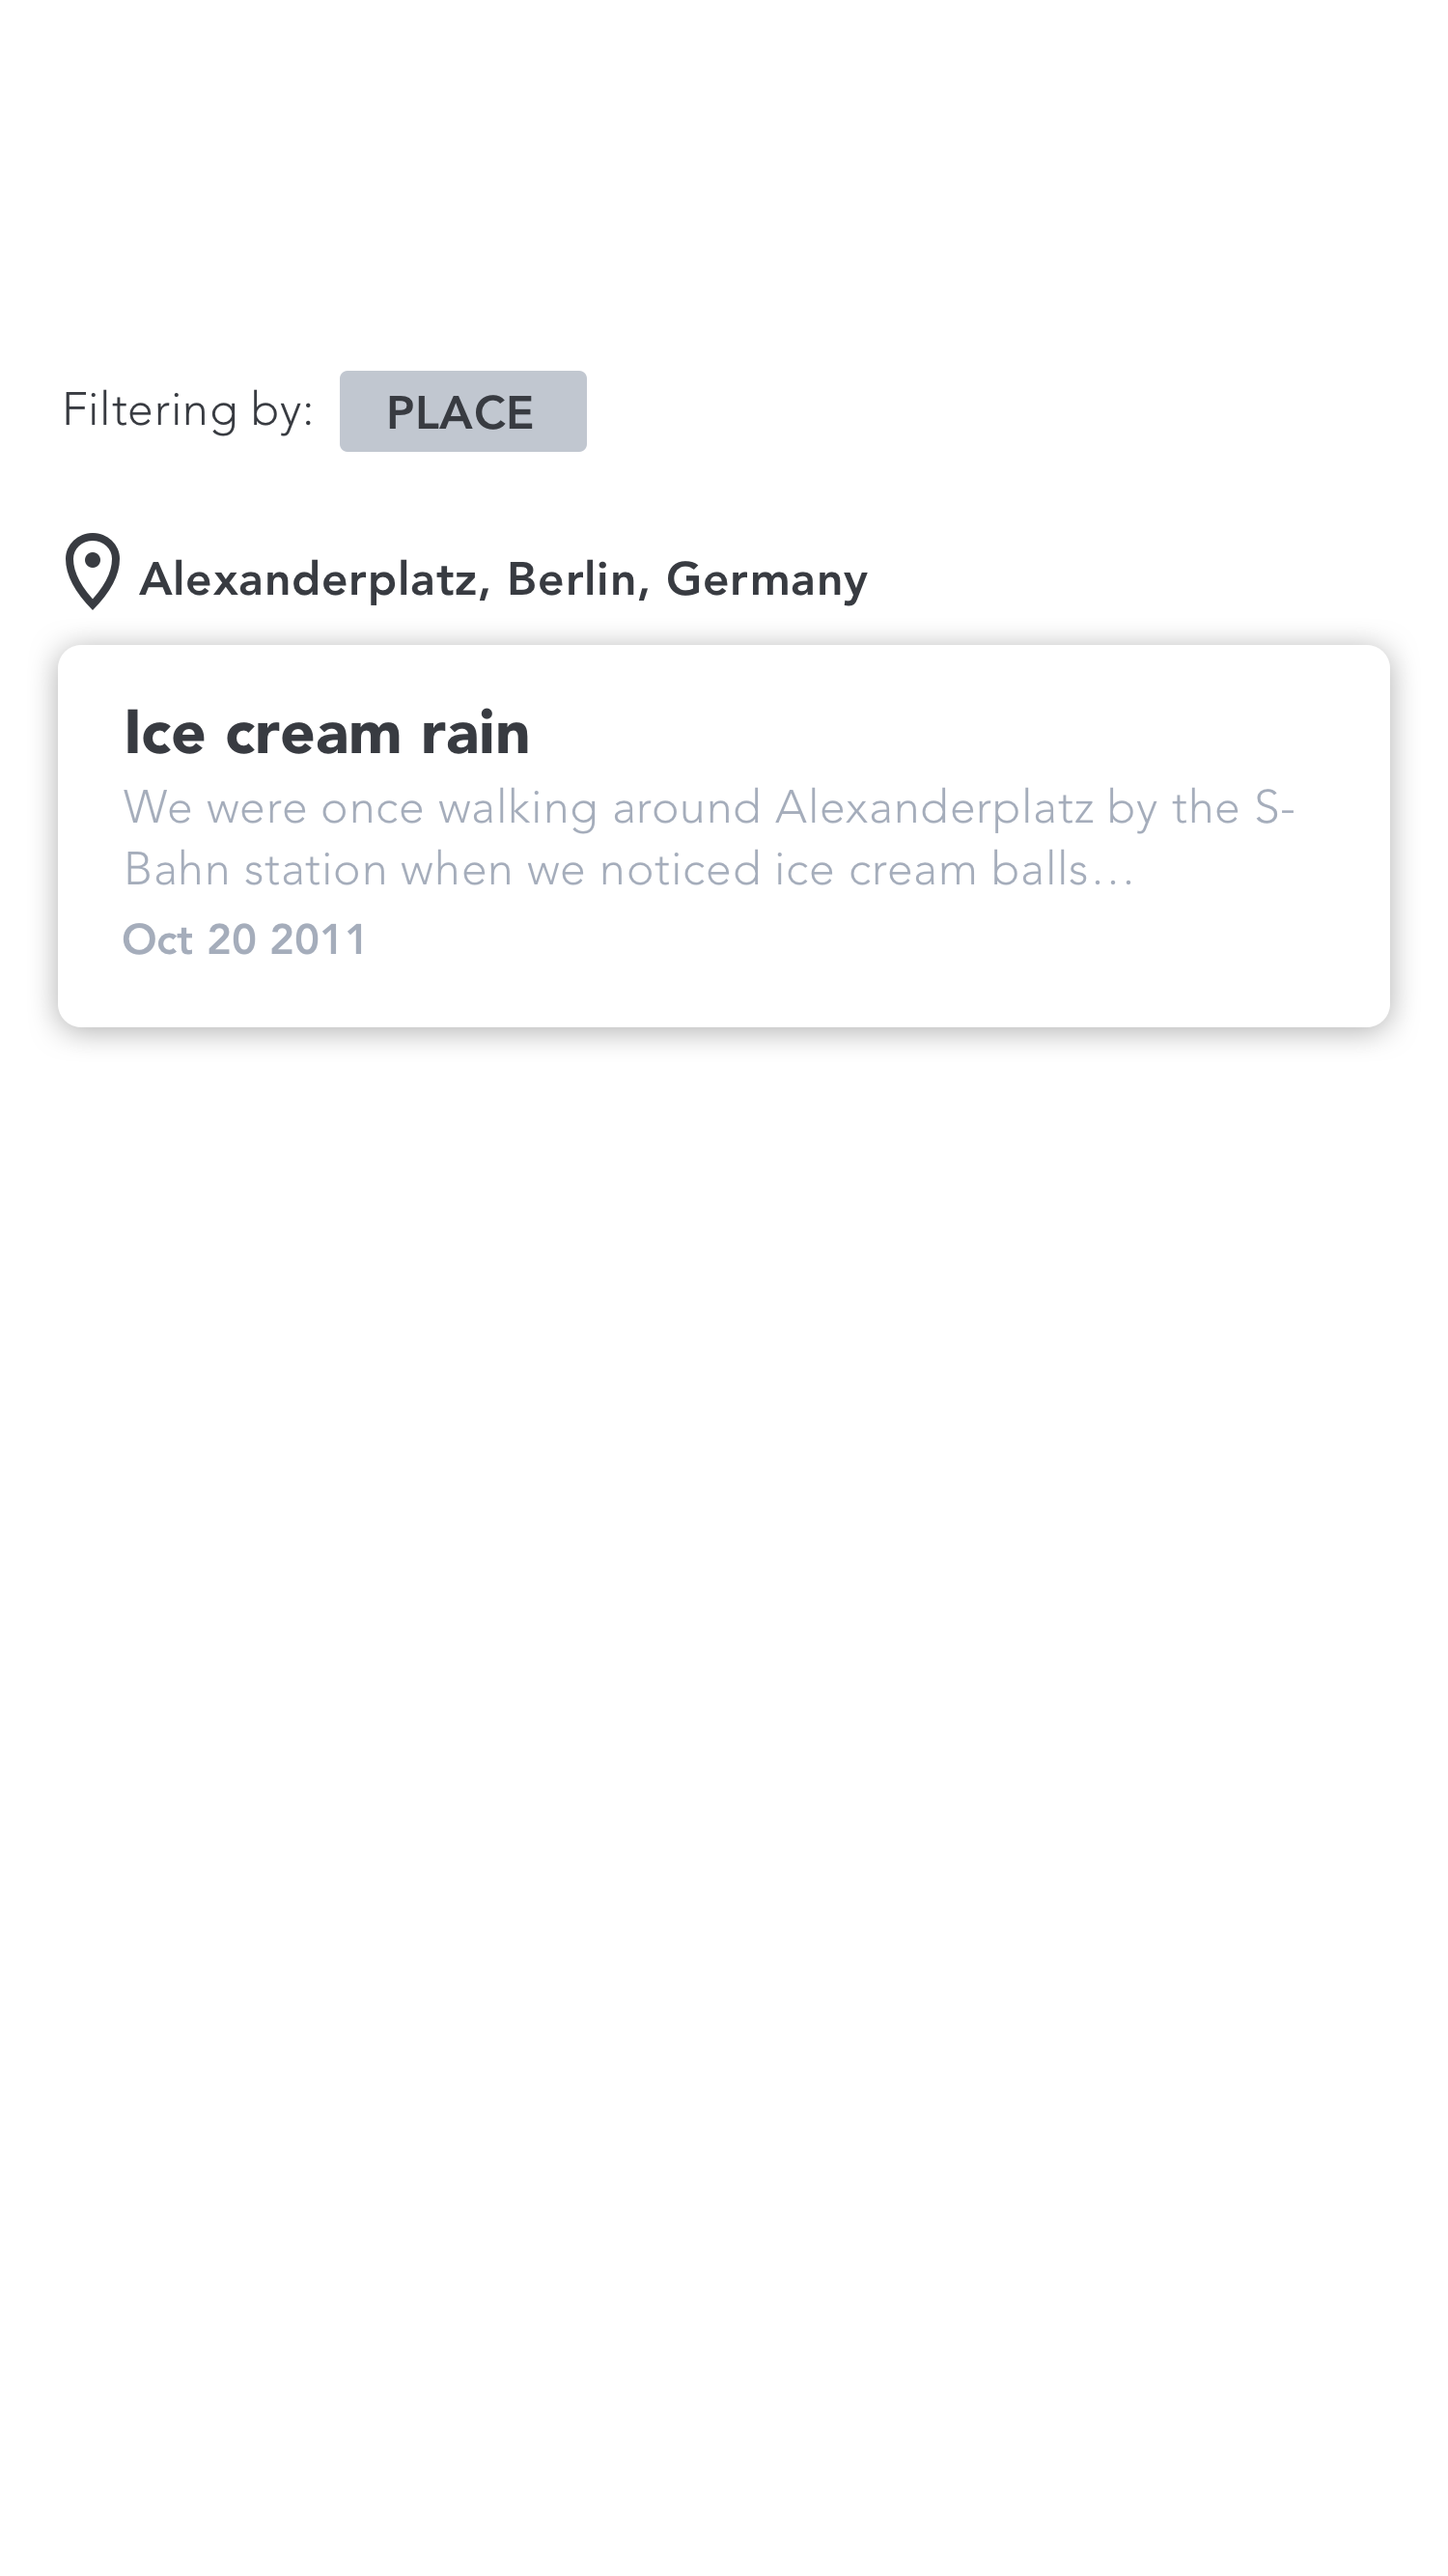 Filtering by: PLACE
Alexanderplatz, Berlin, Germany
Ice cream rain
We were once walking around Alexanderplatz by the S-
Bahn station when we noticed ice cream balls...
Oct 20 2011